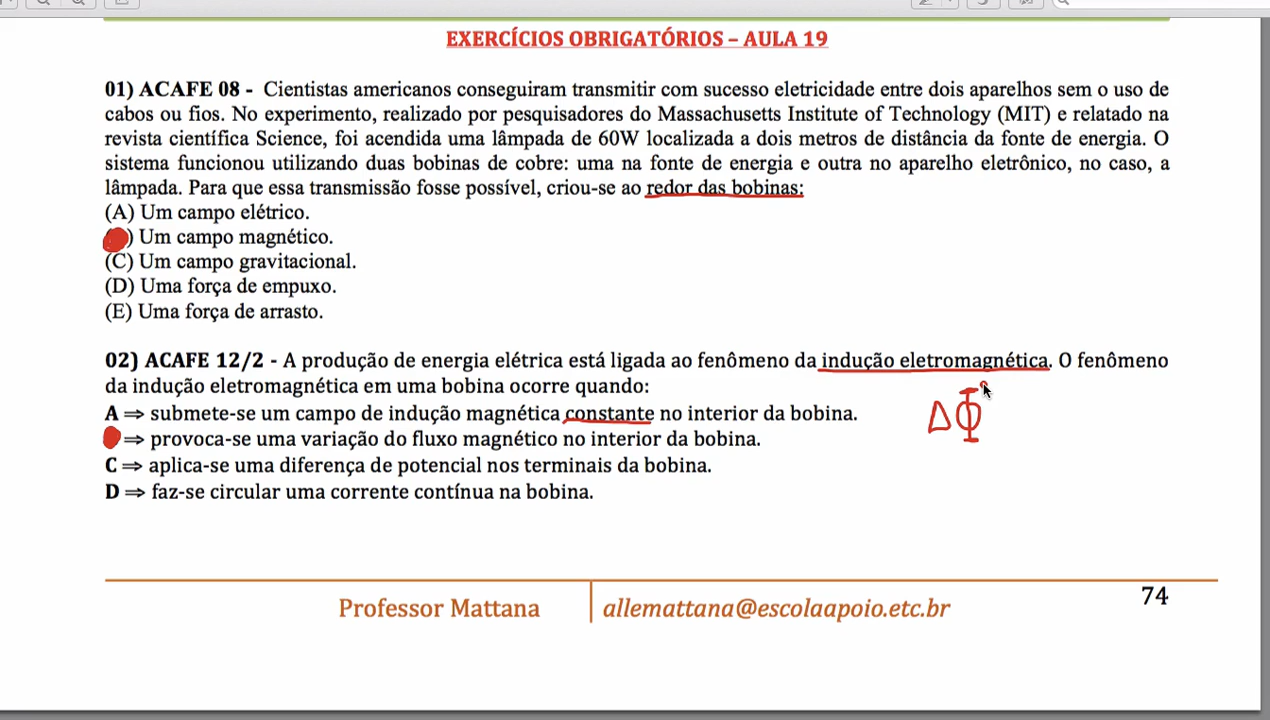 EXERCÍCIOS OBRIGATÓRIOS – AULA 19
01) ACAFE 08 - Cientistas americanos conseguiram transmitir com sucesso eletricidade entre dois aparelhos sem o uso de
cabos ou fios. No experimento, realizado por pesquisadores do Massachusetts Institute of Technology (MIT) e relatado na
revista científica Science, foi acendida uma lâmpada de 60W localizada a dois metros de distância da fonte de energia. O
sistema funcionou utilizando duas bobinas de cobre: uma na fonte de energia e outra no aparelho eletrônico, no caso, a
lâmpada. Para que essa transmissão fosse possível, criou-se ao redor das bobinas:
(A) Um campo elétrico.
) Um campo magnético.
(C) Um campo gravitacional.
(D) Uma força de empuxo.
(E) Uma força de arrasto.
02) ACAFE 12/2 - A produção de energia elétrica está ligada ao fenômeno da indução eletromagnética. O fenômeno
da indução eletromagnética em uma bobina ocorre quando:
A ⇒ submete-se um campo de indução magnética constante no interior da bobina.
⇒ provoca-se uma variação do fluxo magnético no interior da bobina.
ΔΦ
C ⇒ aplica-se uma diferença de potencial nos terminais da bobina.
D ⇒ faz-se circular uma corrente contínua na bobina.
Professor Mattana
allemattana@escolaapoio.etc.br
74